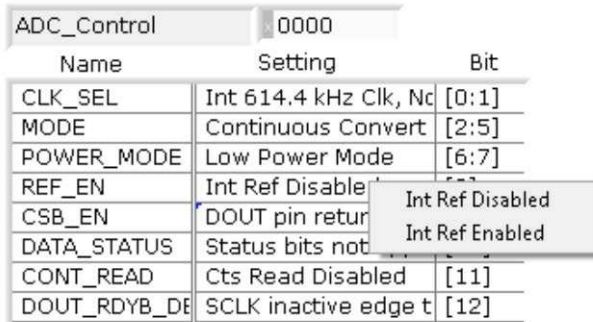 ADC_Control x 0000
Name Setting Bit
CLK_SEL Int 614.4 kHz Clk, No [0:1]
MODE Continuous Convert [2:5]
POWER_MODE Low Power Mode [6:7]
REF_EN Int Ref Disable
Int Ref Disabled
CSB_EN DOUT pin retur
Int Ref Enabled
DATA_STATUS Status bits not
CONT_READ Cts Read Disabled [11]
DOUT_RDYB_DE SCLK inactive edge t [12]